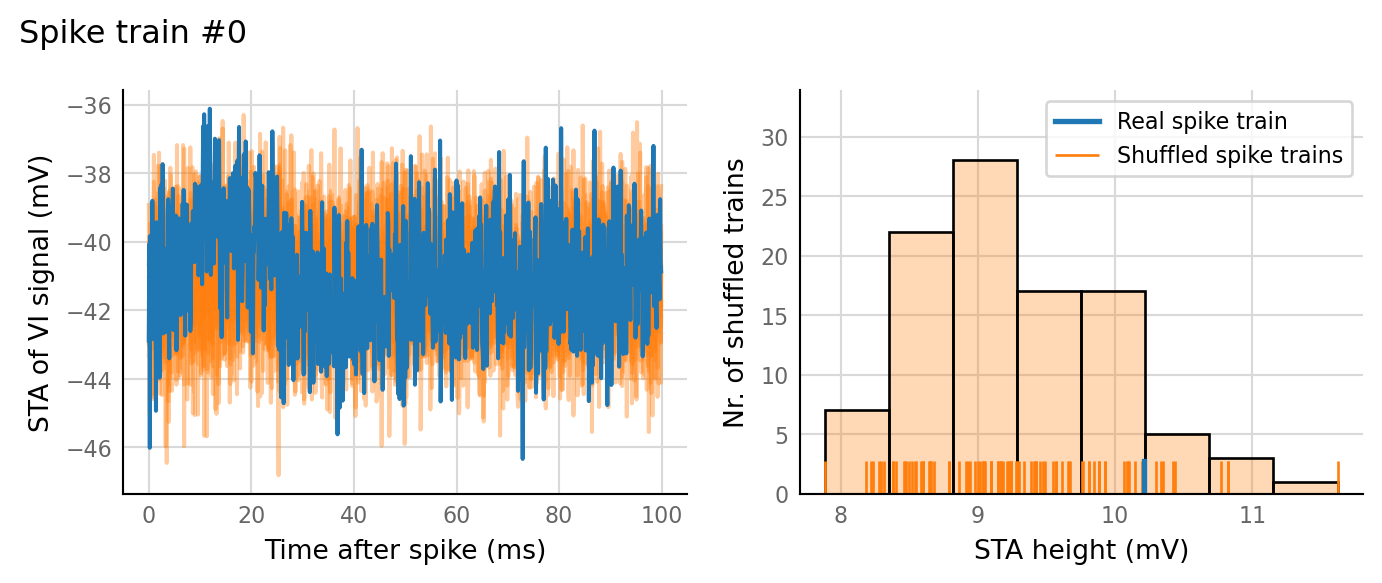 Spike train #0
STA of VI signal (mV)
−36
−38
−40
−42
−44
−46
0 20 40 60 80 100
Time after spike (ms)
Nr. of shuffled trains
30
25
20
15
10
5
0
8 9 10 11
STA height (mV)
Real spike train
Shuffled spike trains